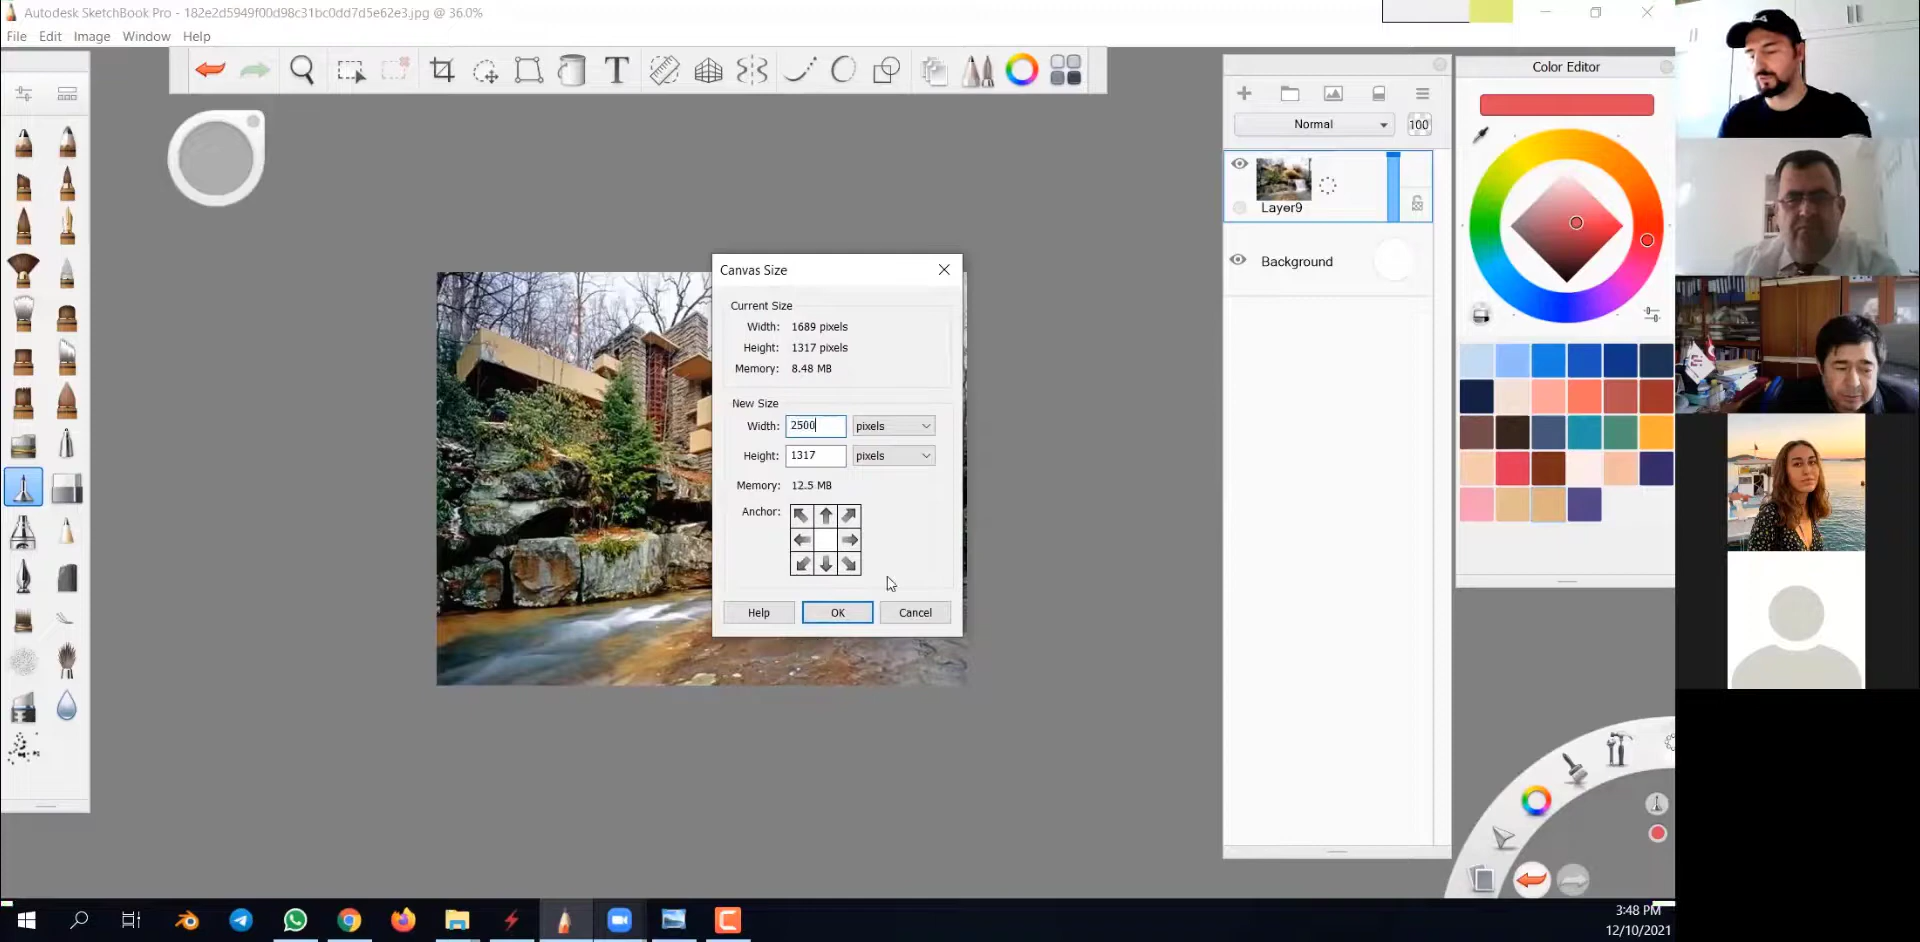 Autodesk SketchBook Pro - 182e2d5949f00d98c31bc0dd7d5e62e3.jpg @ 36.0%
File Edit Image Window Help
T
Color Editor
Normal 100
Layer9
Background
Canvas Size
Current Size
Width: 1689 pixels
Height: 1317 pixels
Memory: 8.48 MB
New Size
Width: 2500 pixels
Height: 1317 pixels
Memory: 12.5 MB
Anchor:
Help OK Cancel
3:48 PM
12/10/2021